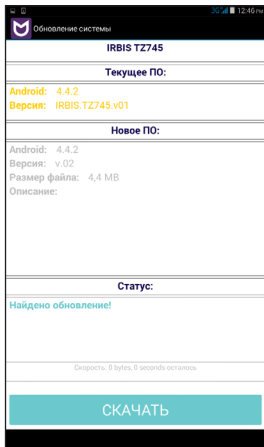 3G 12:46 PM
Обновление системы
IRBIS TZ745
Текущее ПО:
Android: 4.4.2
Версия: IRBIS,TZ745.v01
Новое ПО:
Android: 4.4.2
Версия: v.02
Размер файла: 4,4 MB
Описание:
Статус:
Найдено обновление!
Скорость: 0 bytes, 0 seconds осталось
СКАЧАТЬ